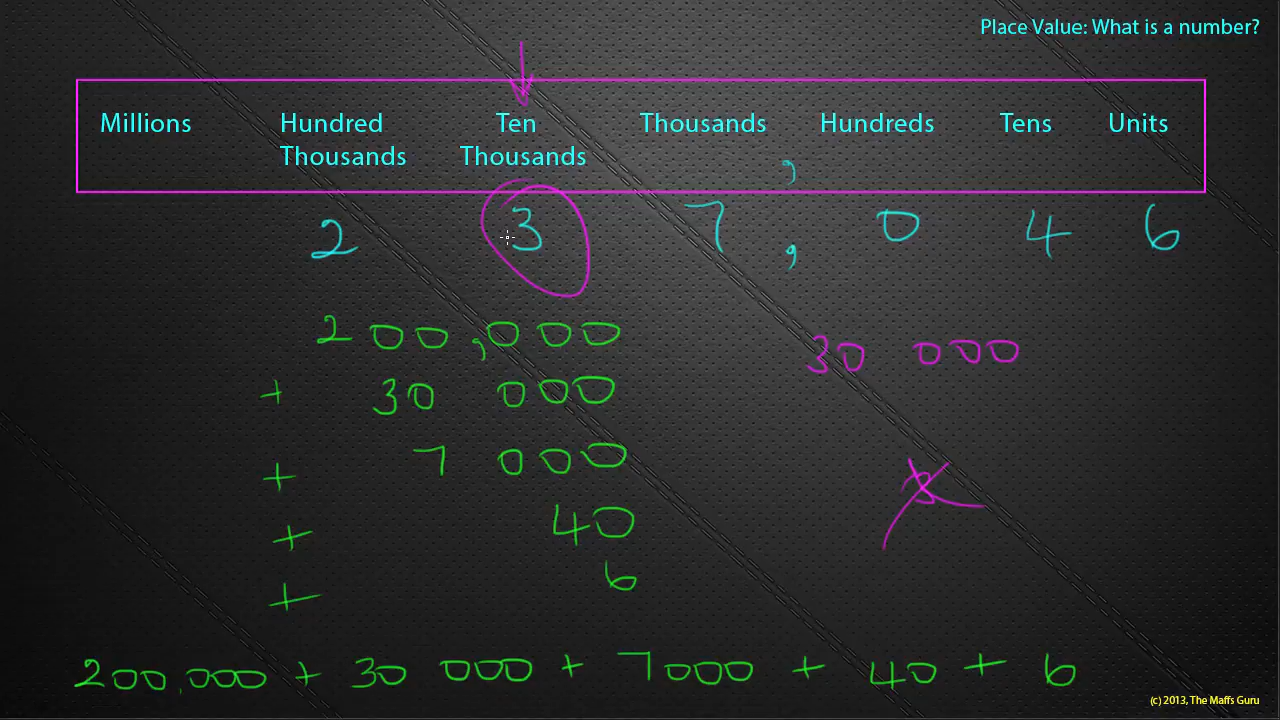 Place Value: What is a number?
Millions Hundred Thousands Ten Thousands Thousands Hundreds Tens Units
,
2 3 7, 0 4 6
200,000
30 000
+ 30 000
+ 7 000
3
+ 40
+ 6
200,000 + 30 000 + 7000 + 40 + 6
(c) 2013, The Maffs Guru